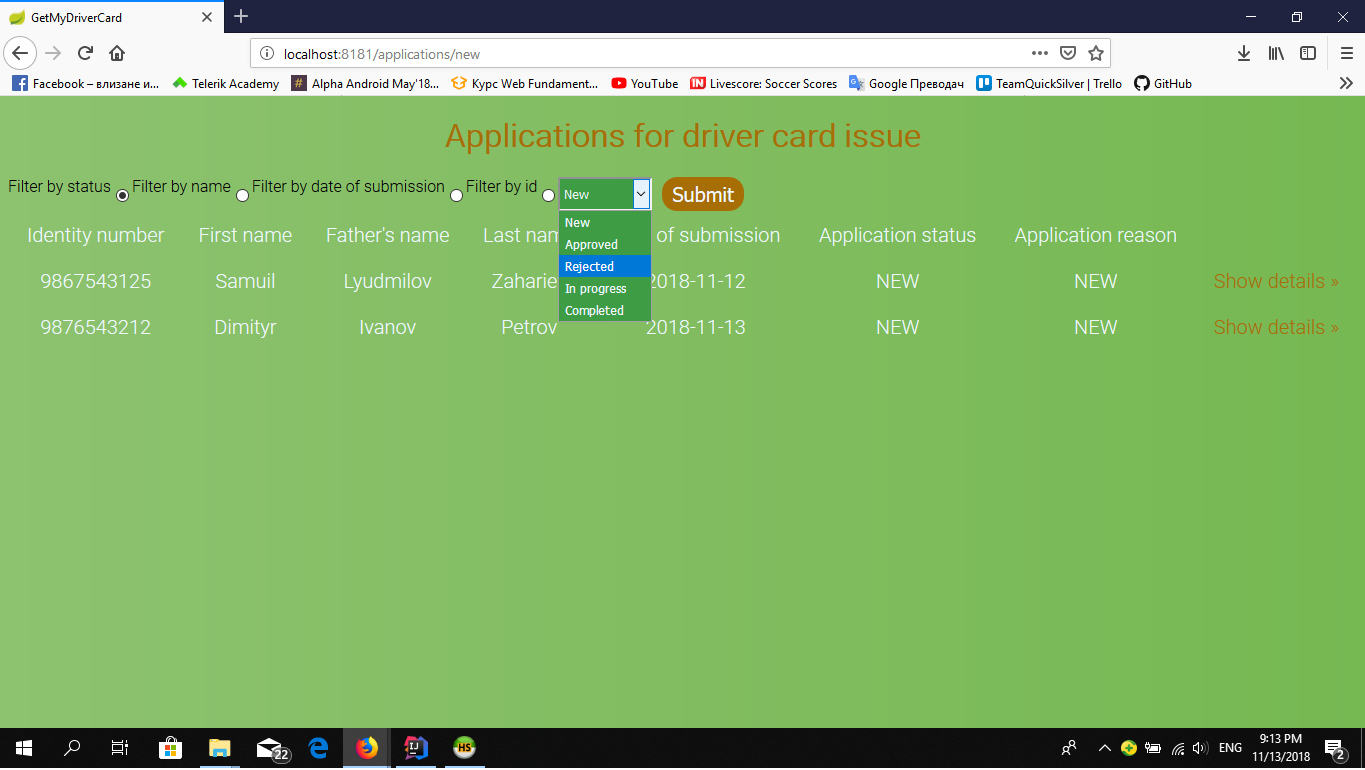 GetMyDriverCard
localhost:8181/applications/new
Facebook – влизане и...
Telerik Academy
#
Alpha Android May'18...
Курс Web Fundament...
YouTube
Livescore: Soccer Scores
Google Преводач
TeamQuickSilver | Trello
GitHub
Applications for driver card issue
Filter by status Filter by name Filter by date of submission Filter by id New Submit
New
Approved
Rejected
In progress
Completed
Identity number First name Father's name Last nam of submission Application status Application reason
9867543125 Samuil Lyudmilov Zaharie 2018-11-12 NEW NEW Show details »
9876543212 Dimityr Ivanov Petrov 2018-11-13 NEW NEW Show details »
22
IJ
HS
ENG
9:13 PM
11/13/2018
2